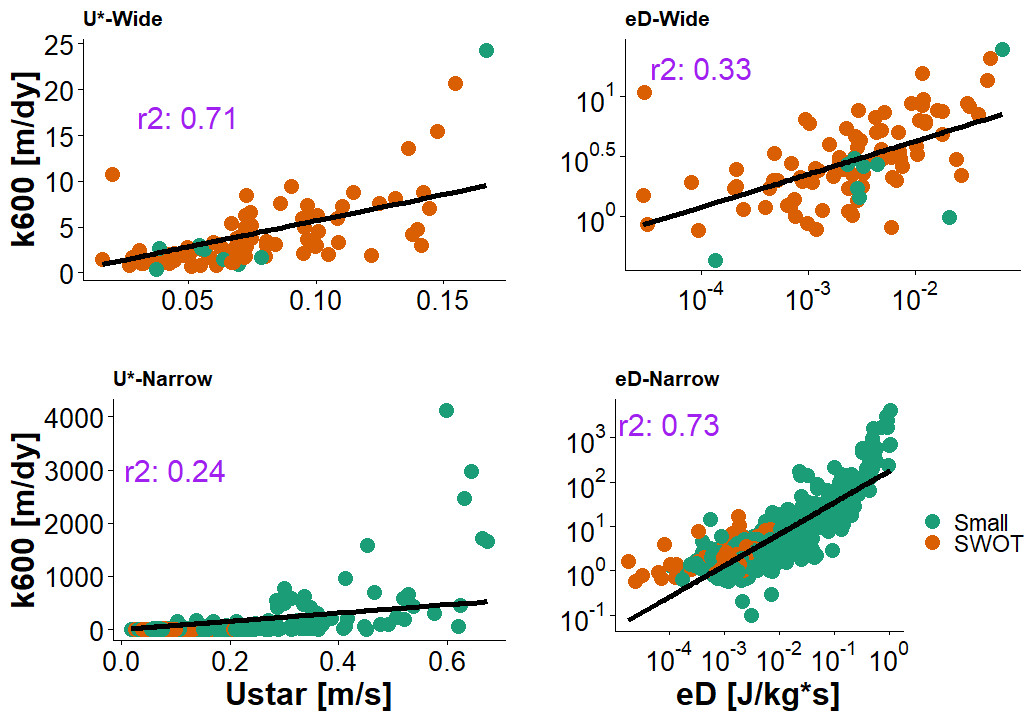 U*-Wide
k600 [m/dy]
25
20
15
10
5
0
r2: 0.71
0.05
0.10
0.15
eD-Wide
r2: 0.33
10^1
10^0.5
10^0
10^-4
10^-3
10^-2
U*-Narrow
k600 [m/dy]
4000
3000
2000
1000
0
r2: 0.24
0.0
0.2
0.4
0.6
Ustar [m/s]
eD-Narrow
r2: 0.73
10^3
10^2
10^1
10^0
10^-1
10^-4
10^-3
10^-2
10^-1
10^0
eD [J/kg*s]
Small
SWOT